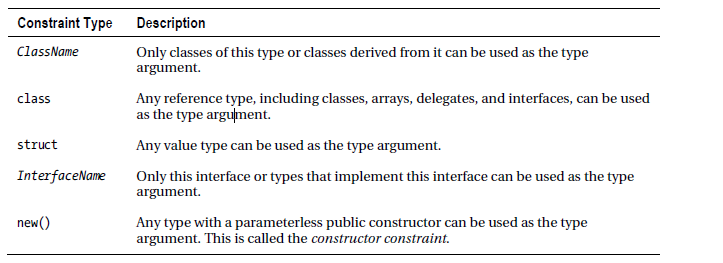 Constraint Type Description
ClassName Only classes of this type or classes derived from it can be used as the type
argument.
class Any reference type, including classes, arrays, delegates, and interfaces, can be used
as the type argument.
struct Any value type can be used as the type argument.
InterfaceName Only this interface or types that implement this interface can be used as the type
argument.
new() Any type with a parameterless public constructor can be used as the type
argument. This is called the constructor constraint.